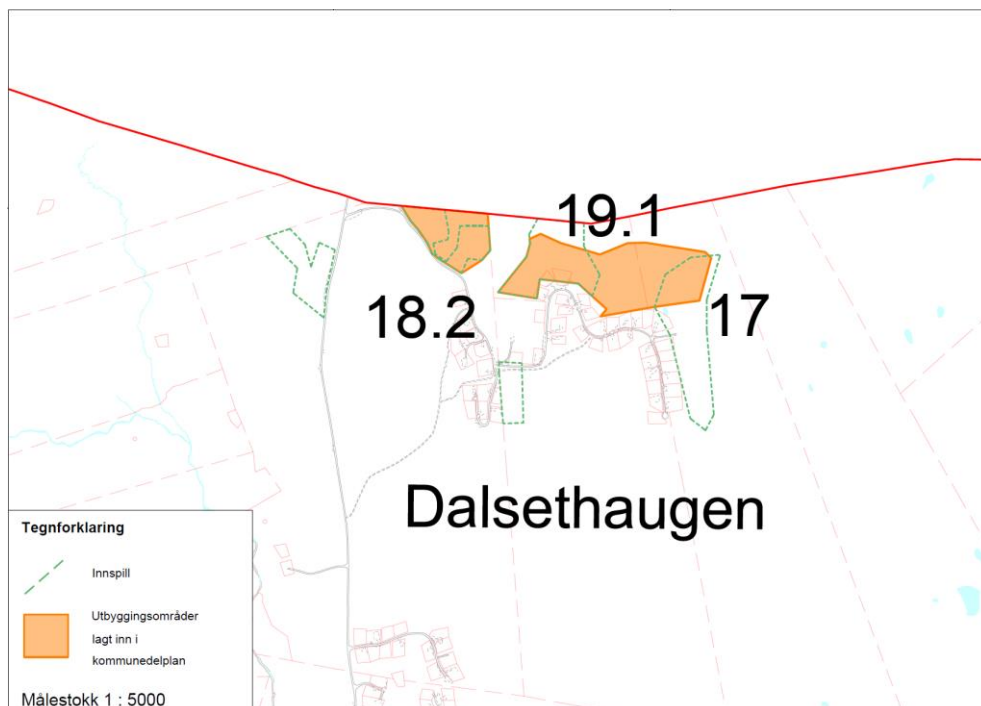 19.1
18.2
17
Dalsethaugen
Tegnforklaring
Innspill
Utbyggingsområder
lagt inn i
kommunedelplan
Målestokk 1 : 5000